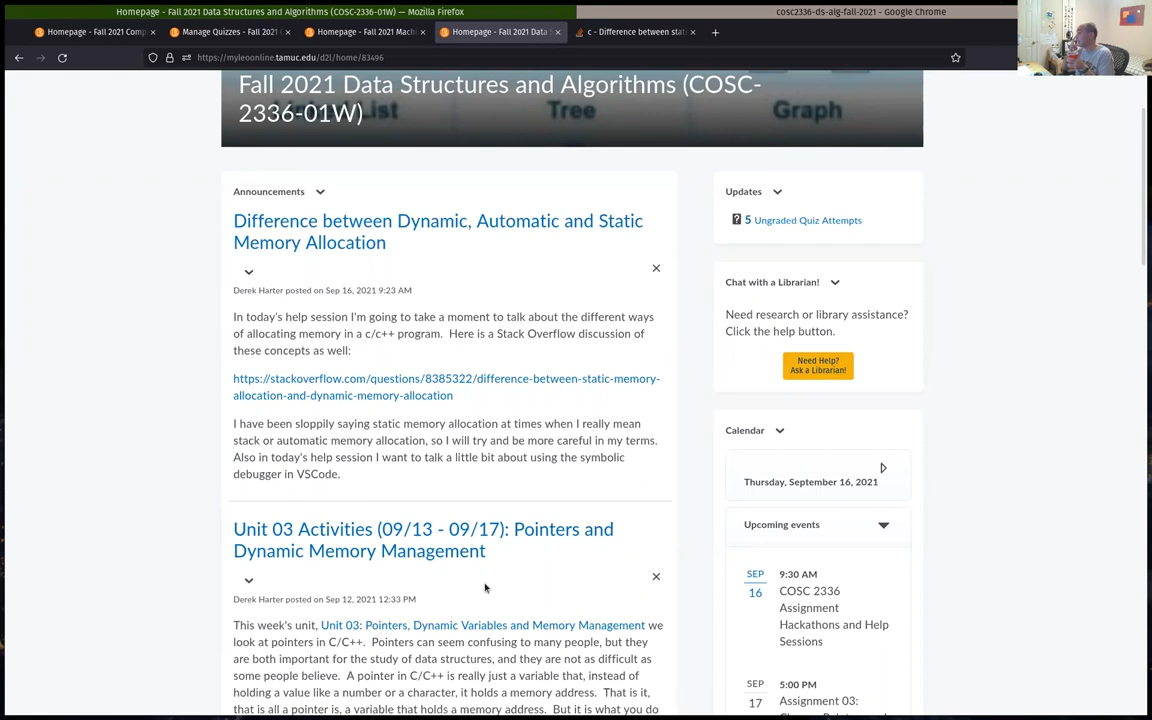 Homepage - Fall 2021 Data Structures and Algorithms (COSC-2336-01W) — Mozilla Firefox
cosc2336-ds-alg-fall-2021 - Google Chrome
Homepage - Fall 2021 Comp
Manage Quizzes - Fall 2021
Homepage - Fall 2021 Machi
Homepage - Fall 2021 Data S
c - Difference between stat
https://myleoonline.tamuc.edu/d2l/home/83496
Fall 2021 Data Structures and Algorithms (COSC-
2336-01W)
List
Tree
Graph
Announcements
Difference between Dynamic, Automatic and Static
Memory Allocation
Derek Harter posted on Sep 16, 2021 9:23 AM
In today's help session I'm going to take a moment to talk about the different ways
of allocating memory in a c/c++ program. Here is a Stack Overflow discussion of
these concepts as well:
https://stackoverflow.com/questions/8385322/difference-between-static-memory-
allocation-and-dynamic-memory-allocation
I have been sloppily saying static memory allocation at times when I really mean
stack or automatic memory allocation, so I will try and be more careful in my terms.
Also in today's help session I want to talk a little bit about using the symbolic
debugger in VSCode.
Unit 03 Activities (09/13 - 09/17): Pointers and
Dynamic Memory Management
Derek Harter posted on Sep 12, 2021 12:33 PM
This week's unit, Unit 03: Pointers, Dynamic Variables and Memory Management we
look at pointers in C/C++. Pointers can seem confusing to many people, but they
are both important for the study of data structures, and they are not as difficult as
some people believe. A pointer in C/C++ is really just a variable that, instead of
holding a value like a number or a character, it holds a memory address. That is it,
that is all a pointer is, a variable that holds a memory address. But it is what you do
Updates
5 Ungraded Quiz Attempts
Chat with a Librarian!
Need research or library assistance?
Click the help button.
Need Help?
Ask a Librarian!
Calendar
Thursday, September 16, 2021
Upcoming events
SEP
16
9:30 AM
COSC 2336
Assignment
Hackathons and Help
Sessions
SEP
17
5:00 PM
Assignment 03: